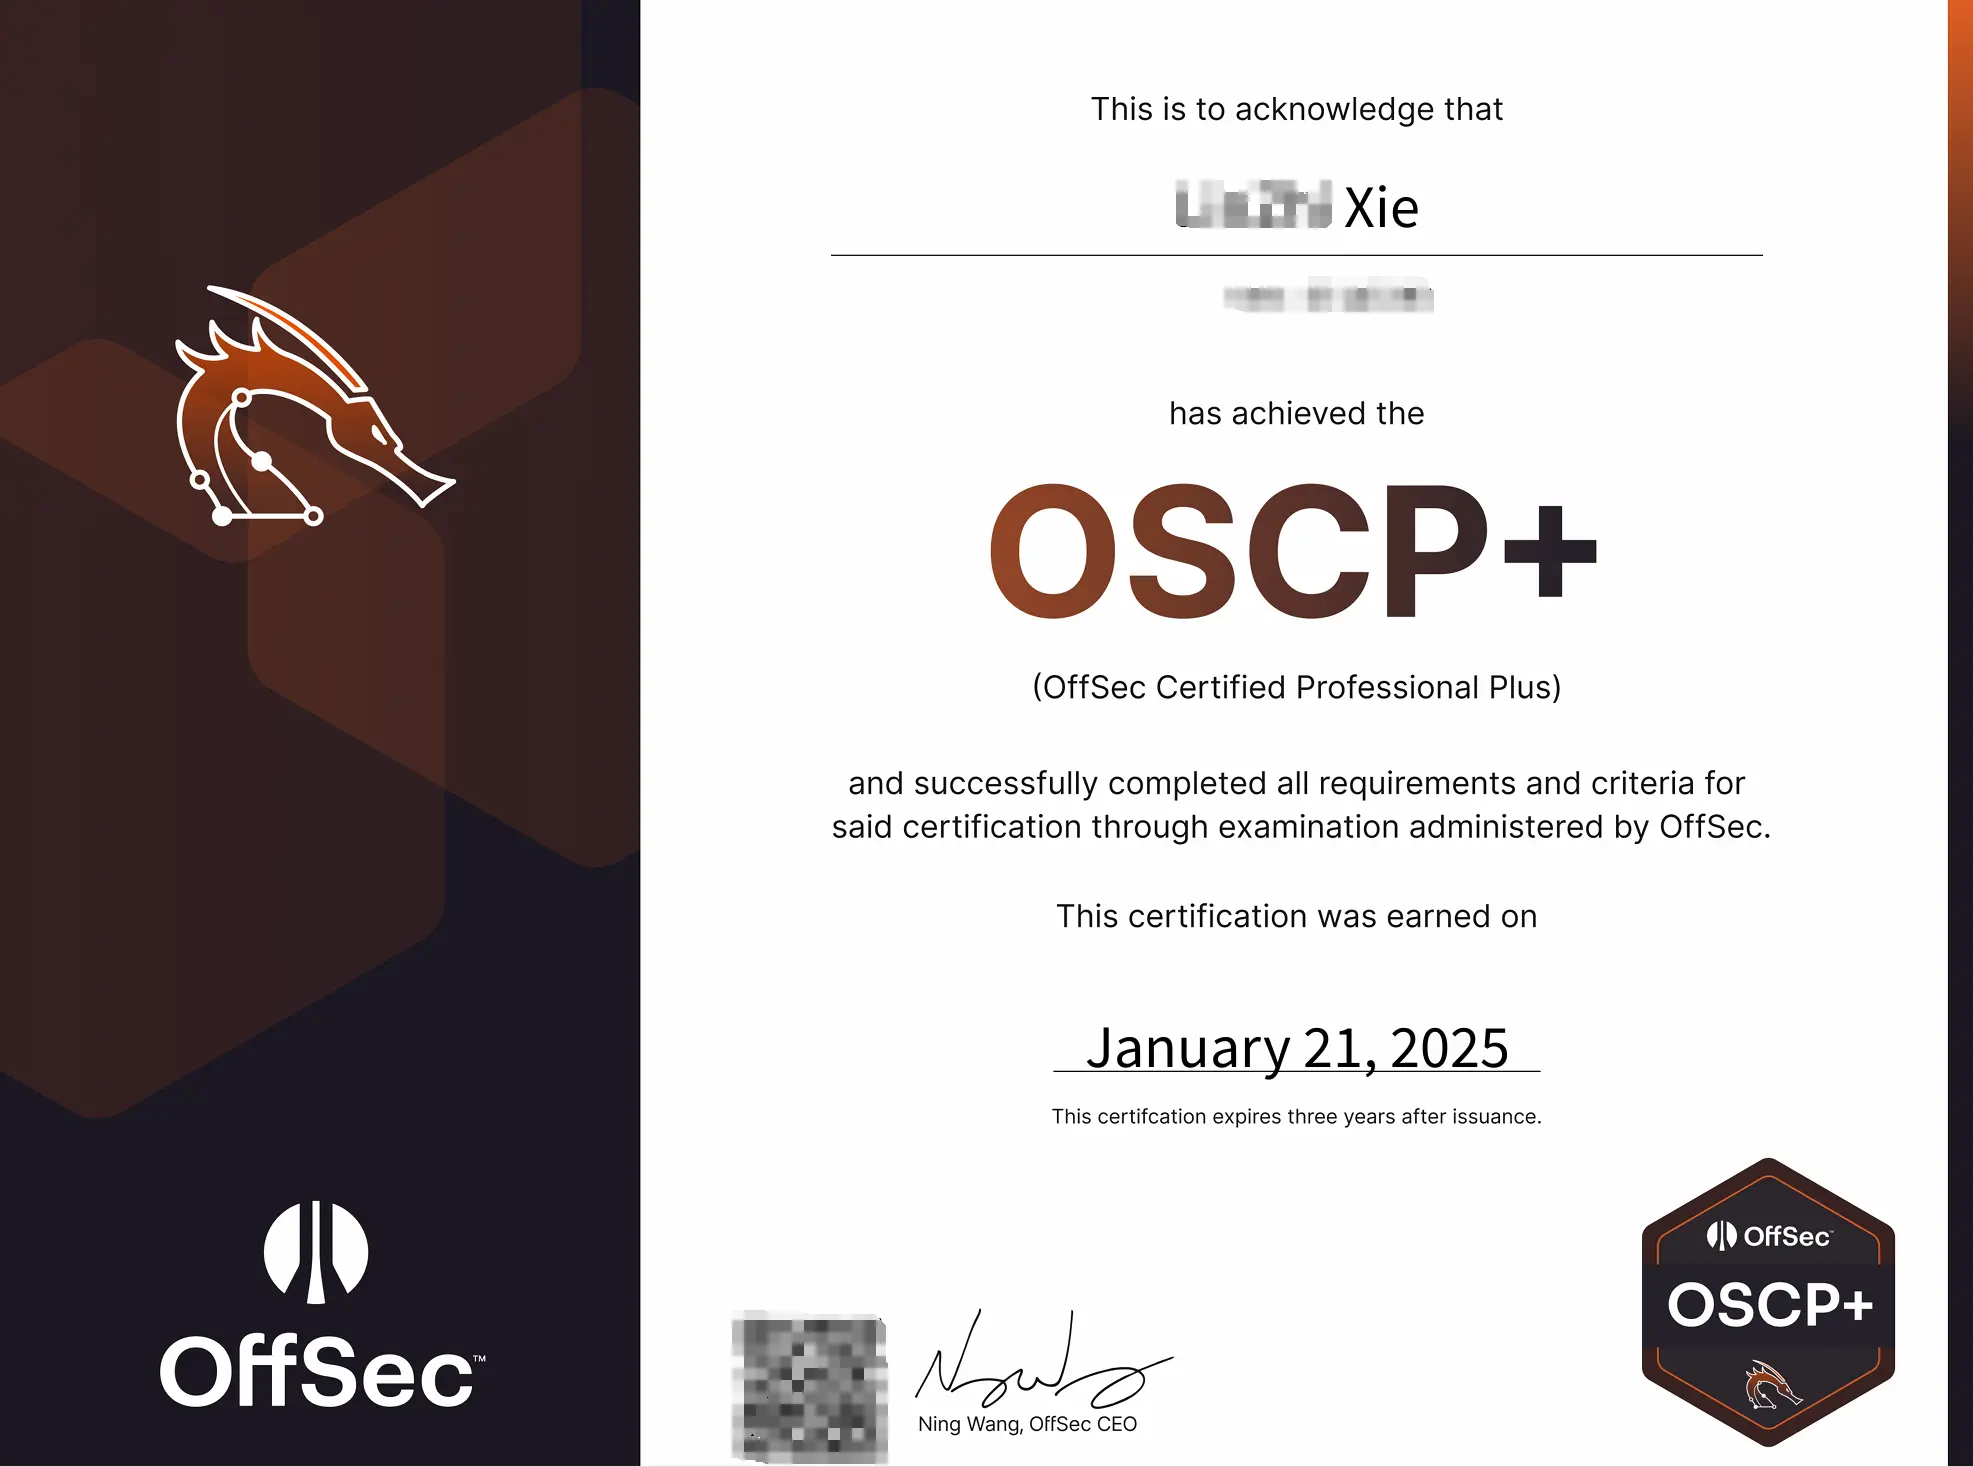 This is to acknowledge that
Xie
has achieved the
OSCP+
(OffSec Certified Professional Plus)
and successfully completed all requirements and criteria for
said certification through examination administered by OffSec.
This certification was earned on
January 21, 2025
This certifcation expires three years after issuance.
OffSec™
Ning Wang, OffSec CEO
OffSec™
OSCP+